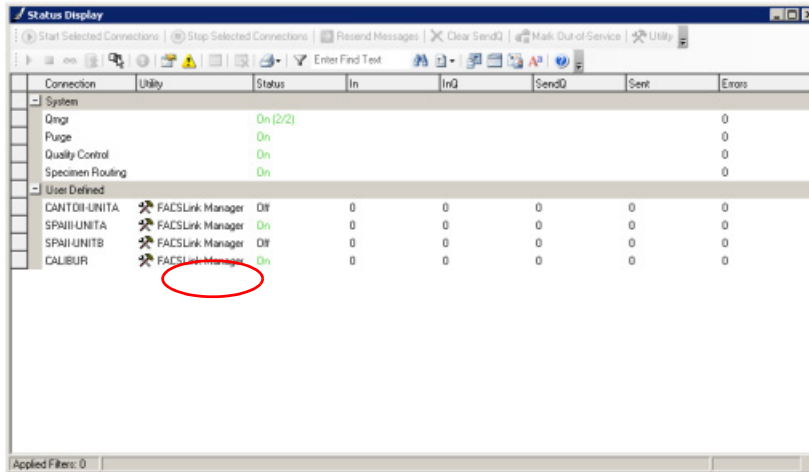 Status Display
Start Selected Connections | Stop Selected Connections | Resend Messages | Clear SendQ | Mark Out-of-Service | Utility
Enter Find Text
Connection Utility Status In InQ SendQ Sent Errors
System
Qmgr On (2/2) 0
Purge On 0
Quality Control On 0
Specimen Routing On 0
User Defined
CANTOII-UNITA FACSLink Manager Off 0 0 0 0 0
SPAIII-UNITA FACSLink Manager On 0 0 0 0 0
SPAII-UNITB FACSLink Manager Off 0 0 0 0 0
CALIBUR FACSLink Manager On 0 0 0 0 0
Applied Filters: 0